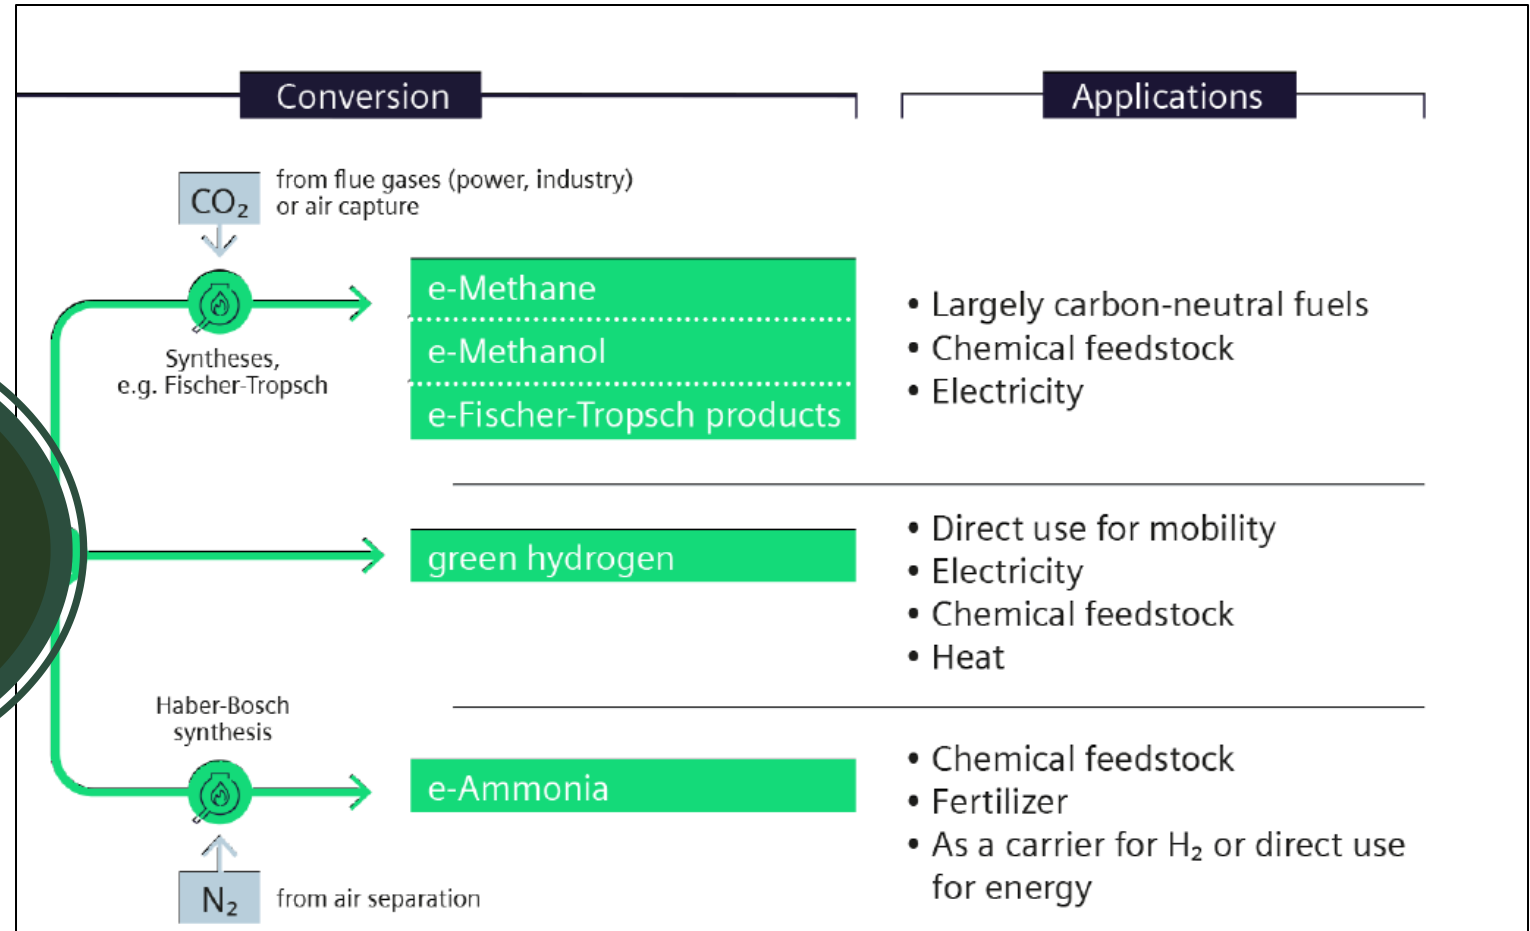 Conversion
Applications
CO₂
from flue gases (power, industry)
or air capture
Syntheses,
e.g. Fischer-Tropsch
e-Methane
e-Methanol
e-Fischer-Tropsch products
• Largely carbon-neutral fuels
• Chemical feedstock
• Electricity
green hydrogen
• Direct use for mobility
• Electricity
• Chemical feedstock
• Heat
Haber-Bosch
synthesis
e-Ammonia
N₂
from air separation
• Chemical feedstock
• Fertilizer
• As a carrier for H₂ or direct use
for energy